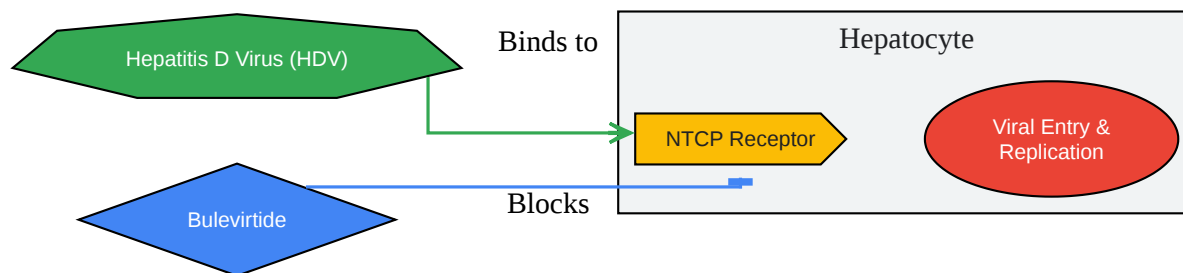 Hepatitis D Virus (HDV)
Binds to
Hepatocyte
NTCP Receptor
Viral Entry &
Replication
Bulevirtide
Blocks